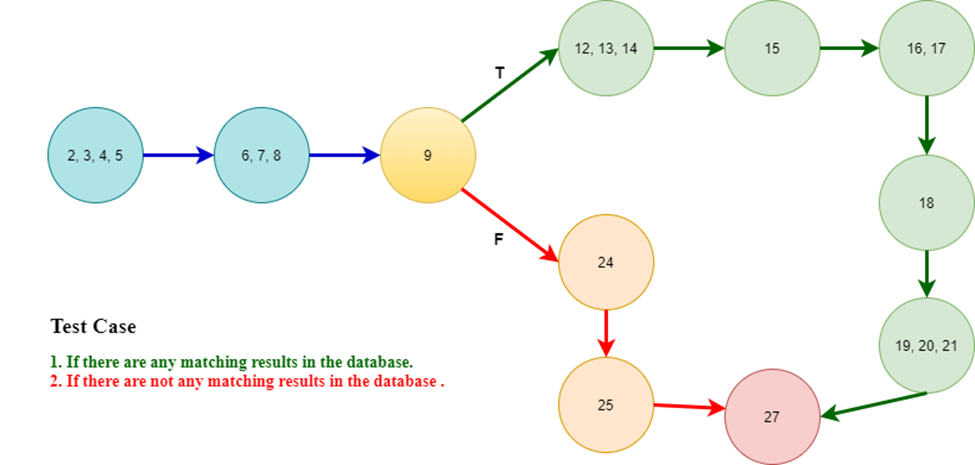 12, 13, 14
15
16, 17
T
2, 3, 4, 5
6, 7, 8
9
18
F
24
Test Case
19, 20, 21
1. If there are any matching results in the database.
2. If there are not any matching results in the database .
25
27